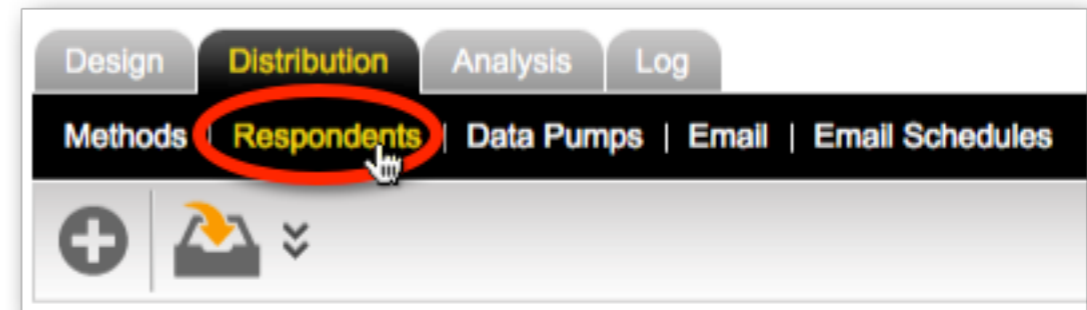 Design Distribution Analysis Log
Methods | Respondents | Data Pumps | Email | Email Schedules